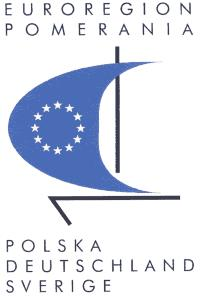 EUROREGION
POMERANIA
POLSKA
DEUTSCHLAND
SVERIGE